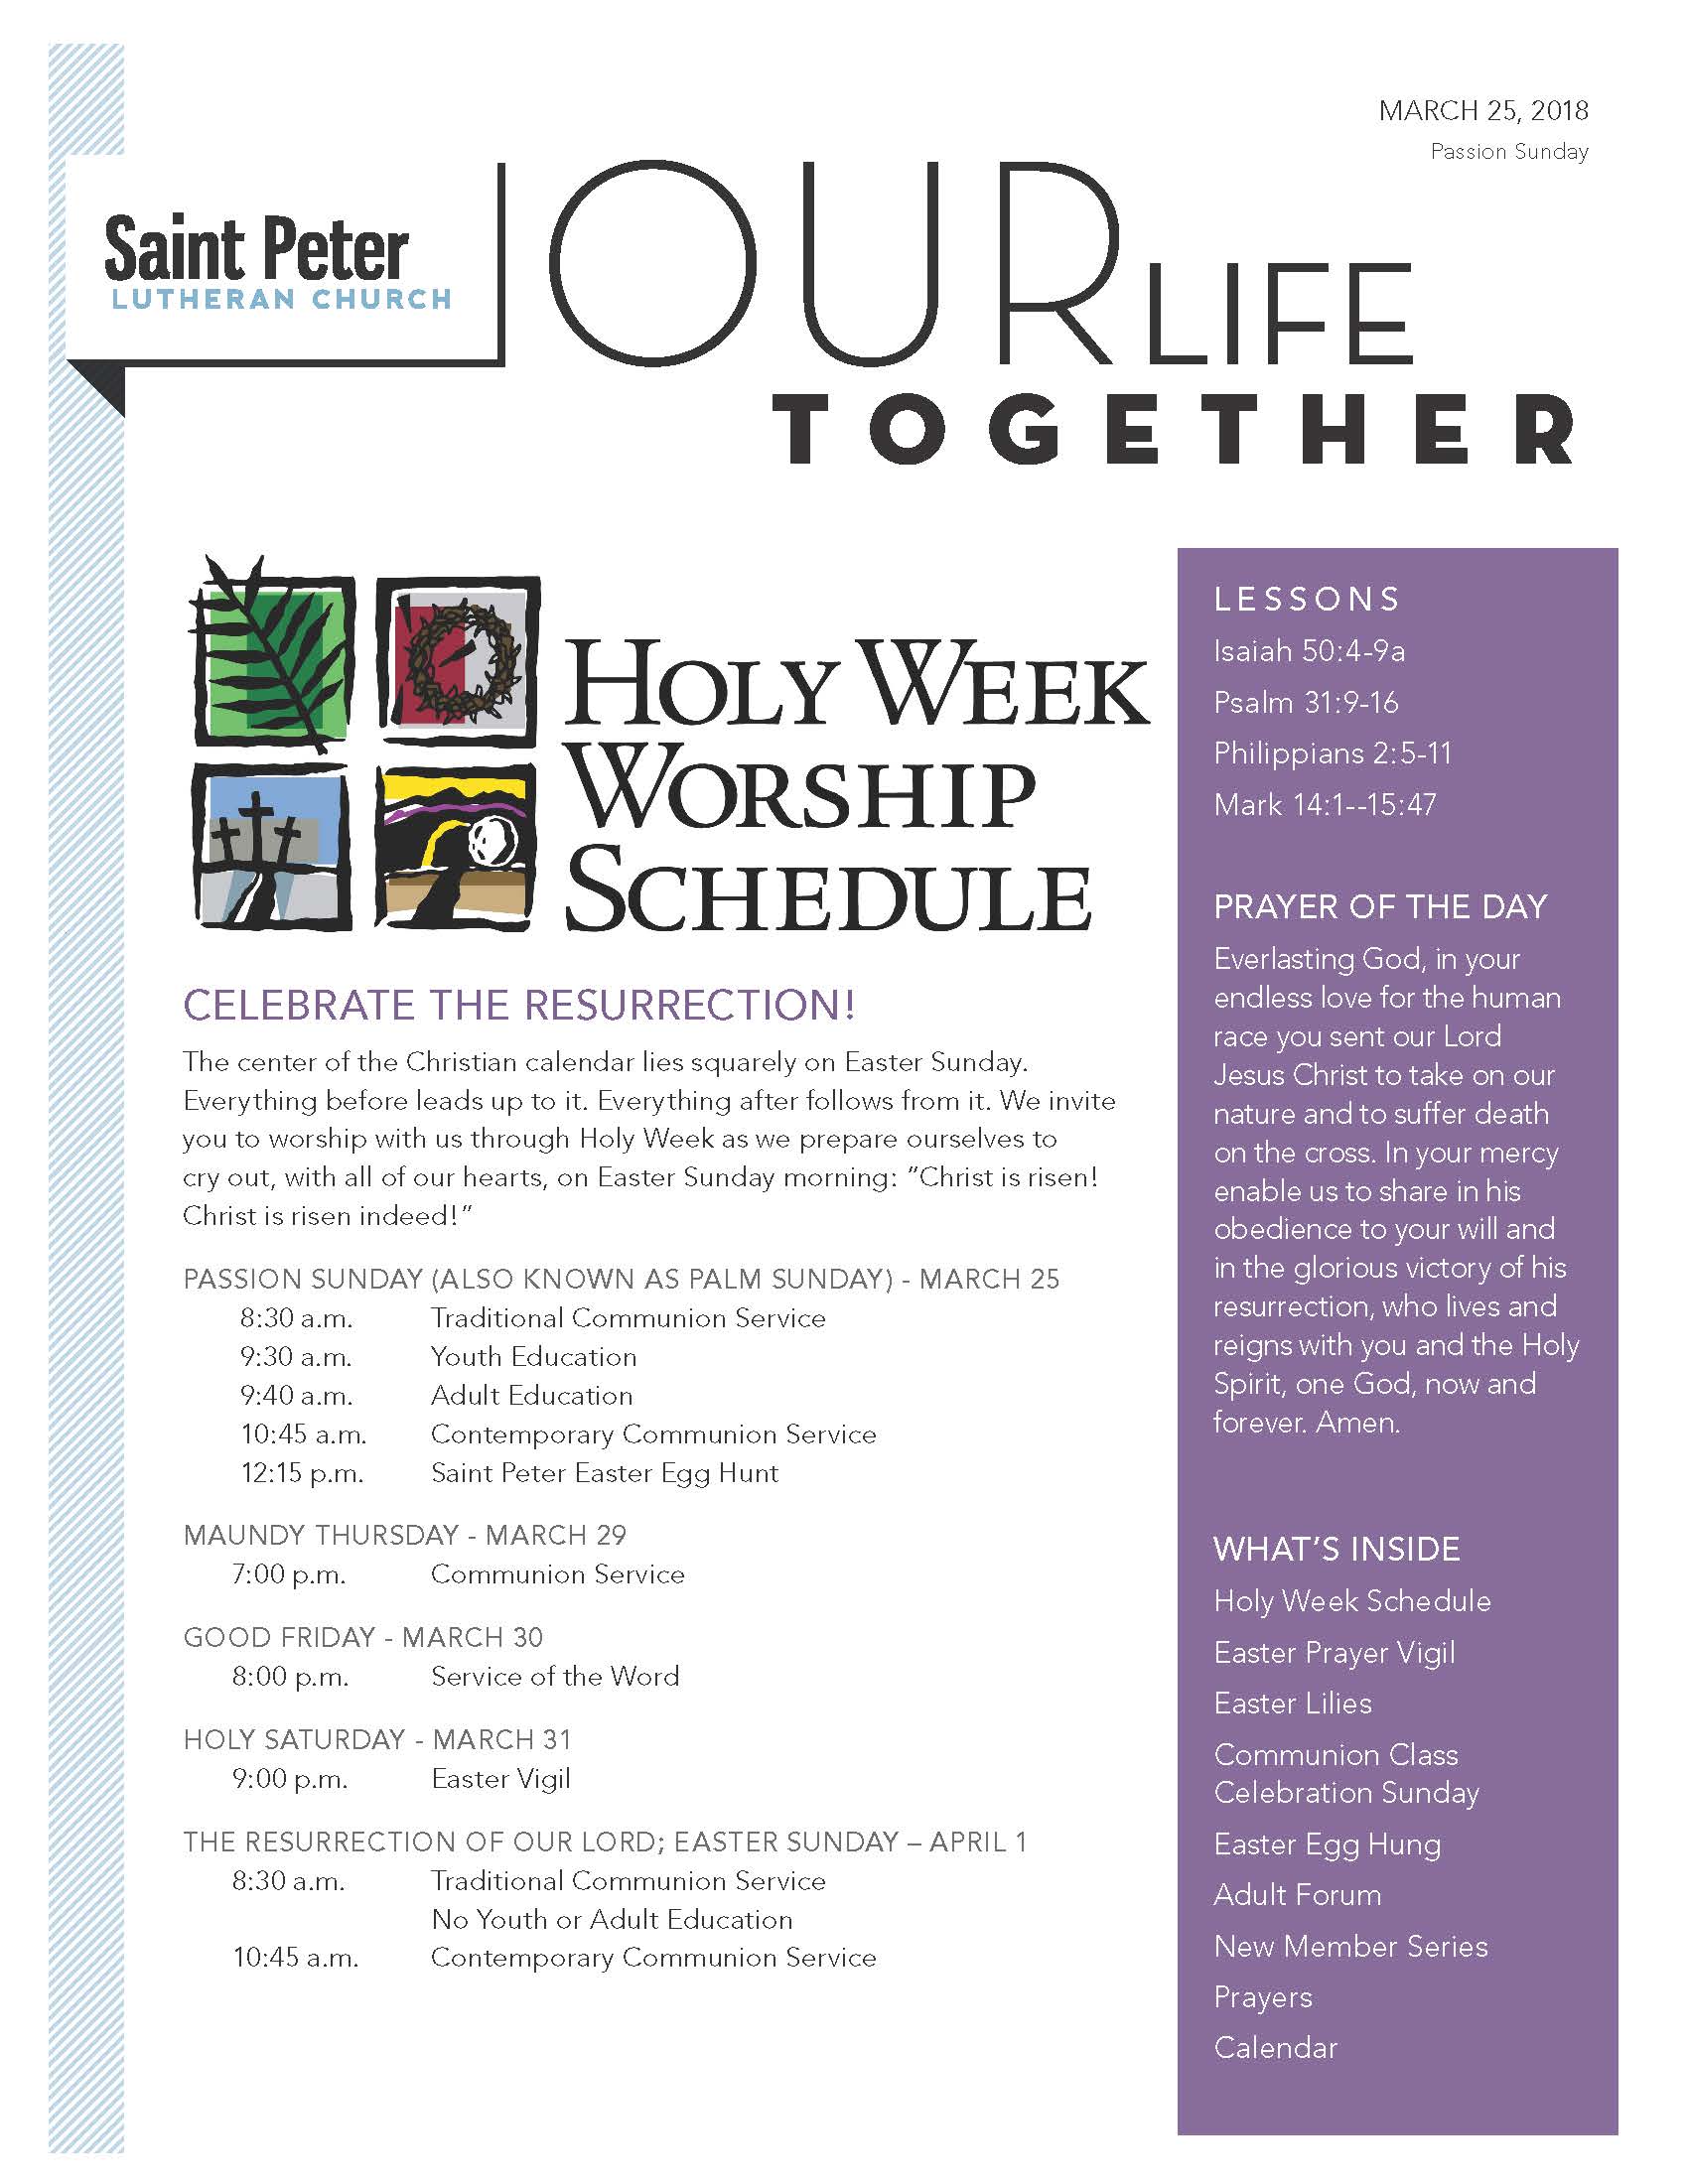 MARCH 25, 2018
Passion Sunday
Saint Peter
LUTHERAN CHURCH
OUR LIFE
TOGETHER
HOLY WEEK
WORSHIP
SCHEDULE
CELEBRATE THE RESURRECTION!
The center of the Christian calendar lies squarely on Easter Sunday.
Everything before leads up to it. Everything after follows from it. We invite
you to worship with us through Holy Week as we prepare ourselves to
cry out, with all of our hearts, on Easter Sunday morning: “Christ is risen!
Christ is risen indeed!”
PASSION SUNDAY (ALSO KNOWN AS PALM SUNDAY) - MARCH 25
8:30 a.m. Traditional Communion Service
9:30 a.m. Youth Education
9:40 a.m. Adult Education
10:45 a.m. Contemporary Communion Service
12:15 p.m. Saint Peter Easter Egg Hunt
MAUNDY THURSDAY - MARCH 29
7:00 p.m. Communion Service
GOOD FRIDAY - MARCH 30
8:00 p.m. Service of the Word
HOLY SATURDAY - MARCH 31
9:00 p.m. Easter Vigil
THE RESURRECTION OF OUR LORD; EASTER SUNDAY – APRIL 1
8:30 a.m. Traditional Communion Service
No Youth or Adult Education
10:45 a.m. Contemporary Communion Service
LESSONS
Isaiah 50:4-9a
Psalm 31:9-16
Philippians 2:5-11
Mark 14:1--15:47
PRAYER OF THE DAY
Everlasting God, in your
endless love for the human
race you sent our Lord
Jesus Christ to take on our
nature and to suffer death
on the cross. In your mercy
enable us to share in his
obedience to your will and
in the glorious victory of his
resurrection, who lives and
reigns with you and the Holy
Spirit, one God, now and
forever. Amen.
WHAT’S INSIDE
Holy Week Schedule
Easter Prayer Vigil
Easter Lilies
Communion Class
Celebration Sunday
Easter Egg Hung
Adult Forum
New Member Series
Prayers
Calendar